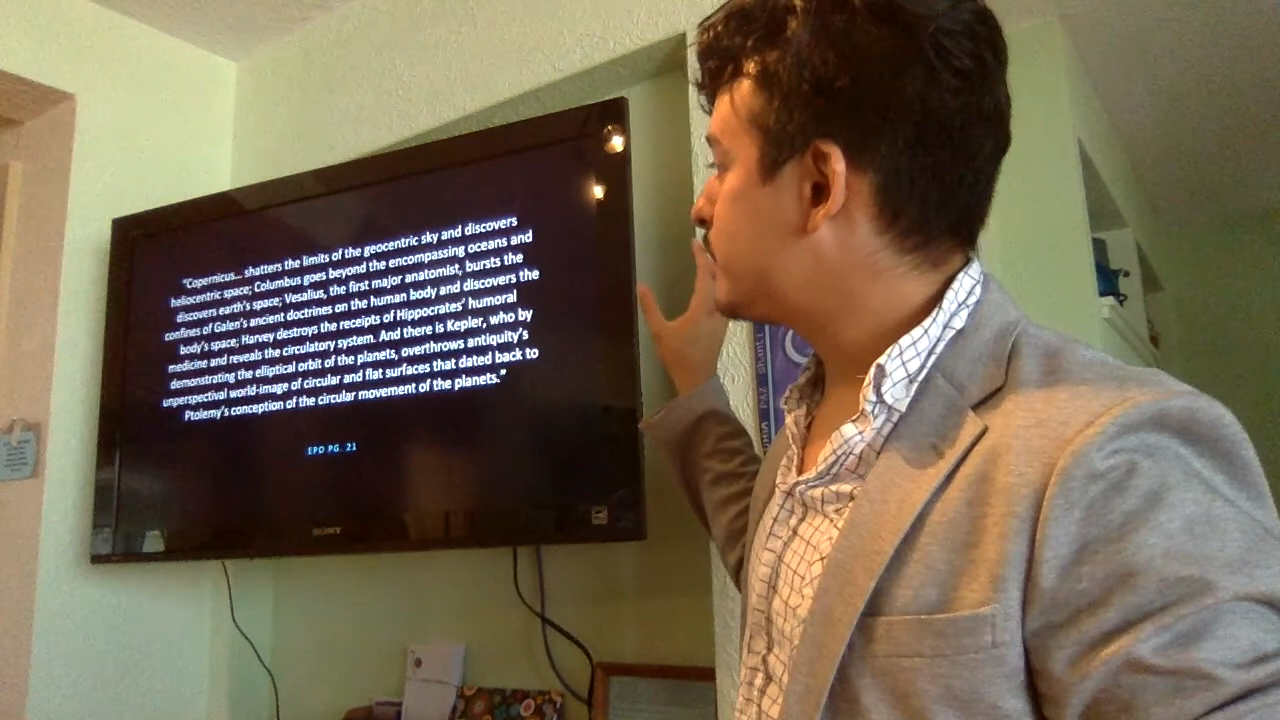 “Copernicus… shatters the limits of the geocentric sky and discovers
heliocentric space; Columbus goes beyond the encompassing oceans and
discovers earth’s space; Vesalius, the first major anatomist, bursts the
confines of Galen’s ancient doctrines on the human body and discovers the
body’s space; Harvey destroys the receipts of Hippocrates’ humoral
medicine and reveals the circulatory system. And there is Kepler, who by
demonstrating the elliptical orbit of the planets, overthrows antiquity’s
unperspectival world-image of circular and flat surfaces that dated back to
Ptolemy’s conception of the circular movement of the planets.”
EPO PG. 21
SONY